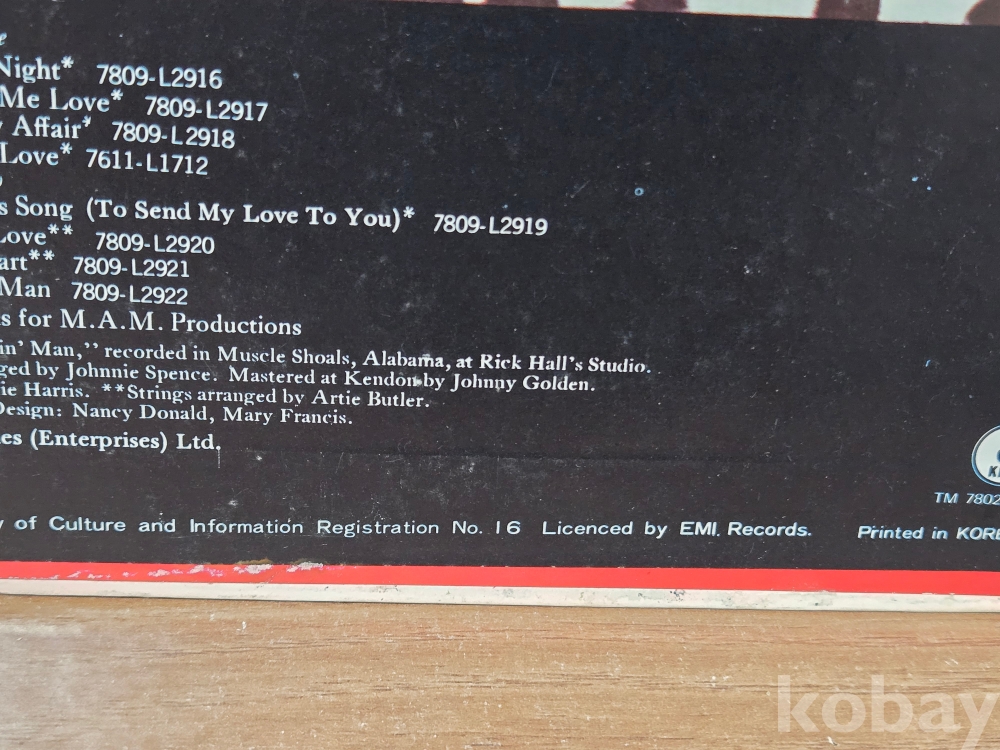 Night* 7809-L2916
Me Love* 7809-L2917
Affair* 7809-L2918
Love* 7611-L1712
s Song (To Send My Love To You)* 7809-L2919
Love** 7809-L2920
art** 7809-L2921
Man 7809-L2922
s for M.A.M. Productions
in' Man," recorded in Muscle Shoals, Alabama, at Rick Hall's Studio.
ged by Johnnie Spence. Mastered at Kendon by Johnny Golden.
ie Harris. **Strings arranged by Artie Butler.
Design: Nancy Donald, Mary Francis.
es (Enterprises) Ltd.
TM 7802
y of Culture and Information Registration No. 16 Licenced by EMI. Records. Printed in KORE
kobay